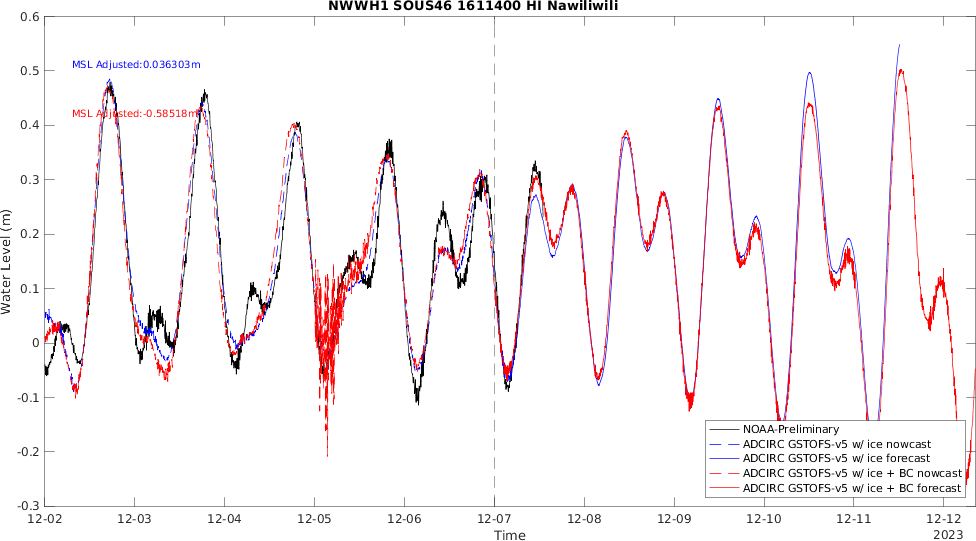 NWWH1 SOUS46 1611400 HI Nawiliwili
0.6
0.5
0.4
0.3
0.2
0.1
0
-0.1
-0.2
-0.3
Water Level (m)
MSL Adjusted:0.036303m
MSL Adjusted:-0.58518m
NOAA-Preliminary
ADCIRC GSTOFS-v5 w/ ice nowcast
ADCIRC GSTOFS-v5 w/ ice forecast
ADCIRC GSTOFS-v5 w/ ice + BC nowcast
ADCIRC GSTOFS-v5 w/ ice + BC forecast
12-02 12-03 12-04 12-05 12-06 12-07 12-08 12-09 12-10 12-11 12-12
2023
Time